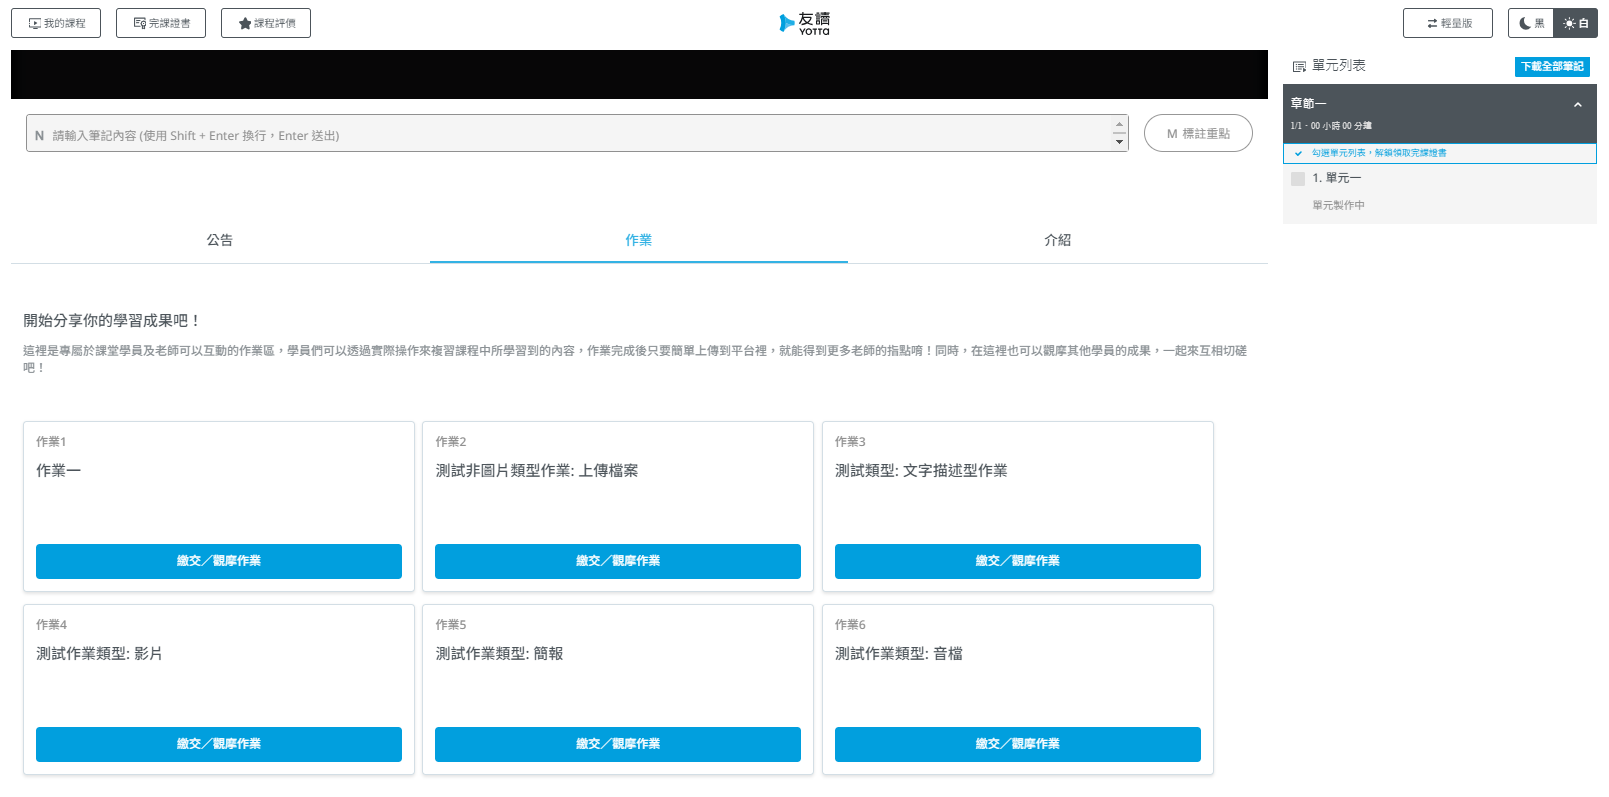 我的課程
完課證書
課程評價
友讀
YOTTA
輕量版
黑
白
N 請輸入筆記內容 (使用 Shift + Enter 換行，Enter 送出)
M 標註重點
單元列表
下載全部筆記
章節一
1/1 - 00 小時 00 分鐘
勾選單元列表，解鎖領取完課證書
1. 單元一
單元製作中
公告
作業
介紹
開始分享你的學習成果吧！
這裡是專屬於課堂學員及老師可以互動的作業區，學員們可以透過實際操作來複習課程中所學習到的內容，作業完成後只要簡單上傳到平台裡，就能得到更多老師的指點唷！同時，在這裡也可以觀摩其他學員的成果，一起來互相切磋
吧！
作業1
作業一
繳交／觀摩作業
作業2
測試非圖片類型作業: 上傳檔案
繳交／觀摩作業
作業3
測試類型: 文字描述型作業
繳交／觀摩作業
作業4
測試作業類型: 影片
繳交／觀摩作業
作業5
測試作業類型: 簡報
繳交／觀摩作業
作業6
測試作業類型: 音檔
繳交／觀摩作業